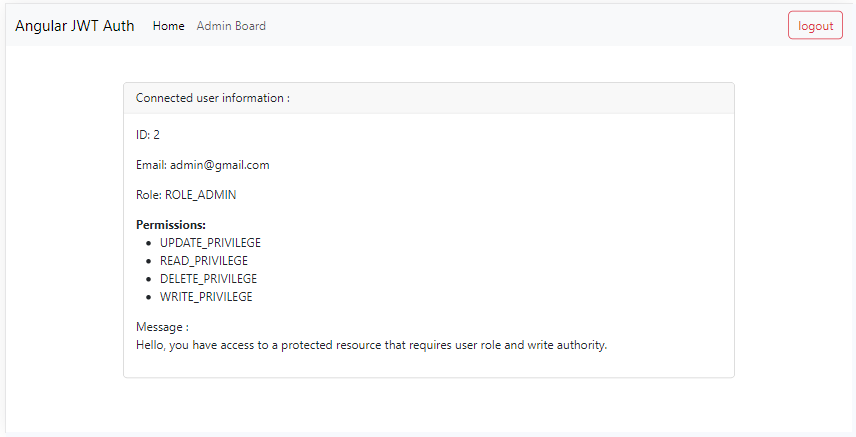 Angular JWT Auth Home Admin Board logout
Connected user information :
ID: 2
Email: admin@gmail.com
Role: ROLE_ADMIN
Permissions:
• UPDATE_PRIVILEGE
• READ_PRIVILEGE
• DELETE_PRIVILEGE
• WRITE_PRIVILEGE
Message :
Hello, you have access to a protected resource that requires user role and write authority.